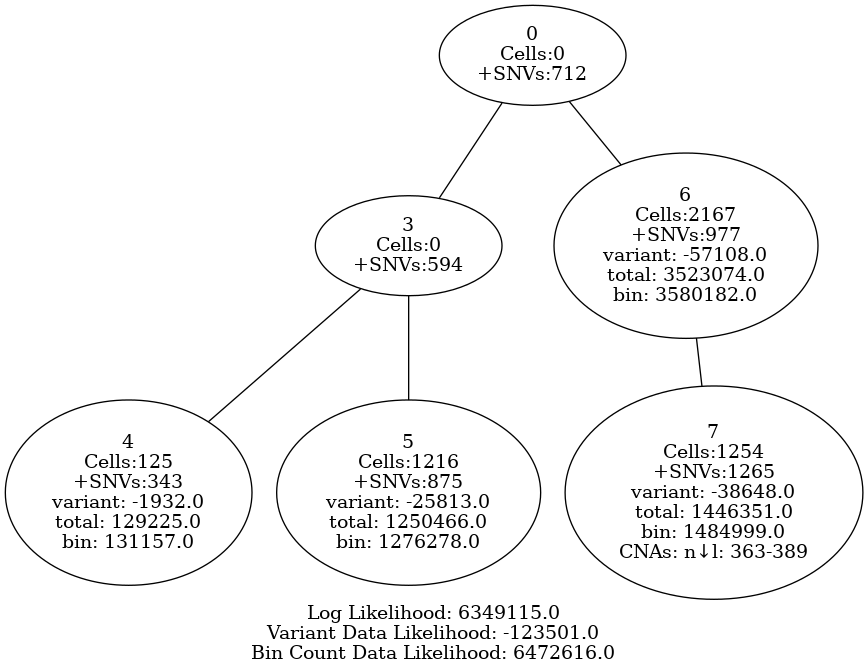 0
Cells:0
+SNVs:712
3
Cells:0
+SNVs:594
6
Cells:2167
+SNVs:977
variant: -57108.0
total: 3523074.0
bin: 3580182.0
4
Cells:125
+SNVs:343
variant: -1932.0
total: 129225.0
bin: 131157.0
5
Cells:1216
+SNVs:875
variant: -25813.0
total: 1250466.0
bin: 1276278.0
7
Cells:1254
+SNVs:1265
variant: -38648.0
total: 1446351.0
bin: 1484999.0
CNAs: n↓l: 363-389
Log Likelihood: 6349115.0
Variant Data Likelihood: -123501.0
Bin Count Data Likelihood: 6472616.0